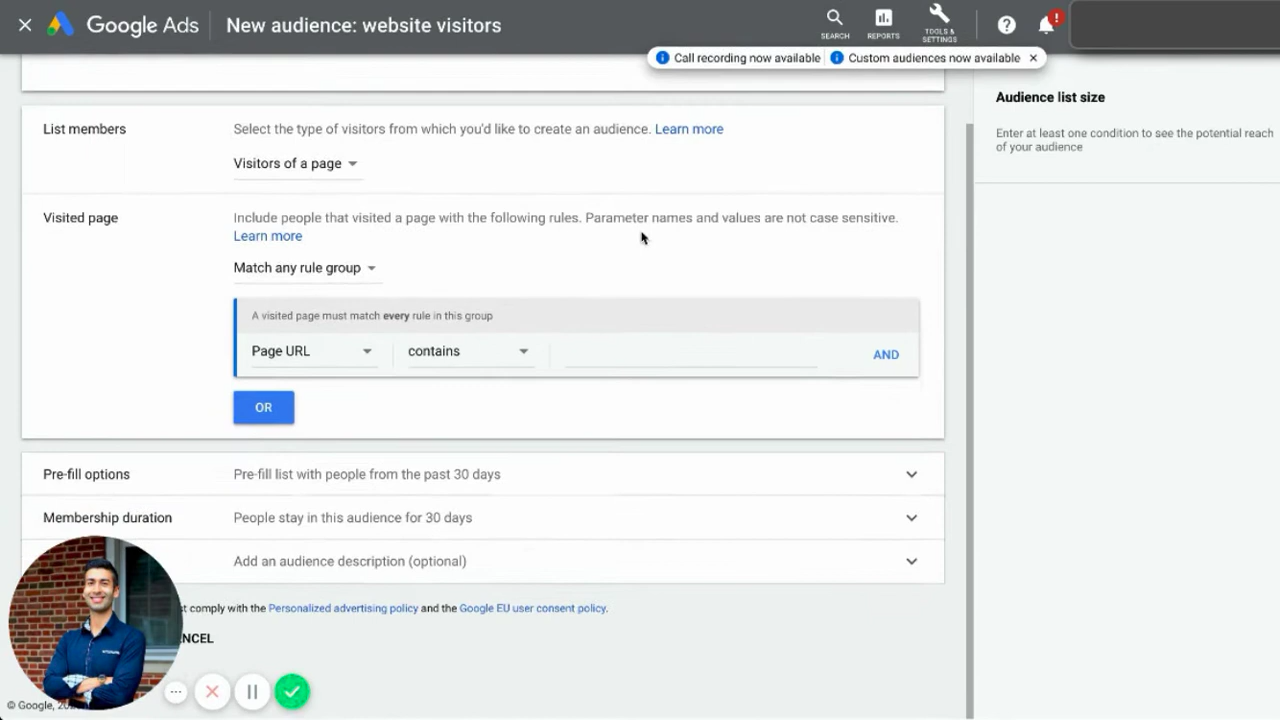 Google Ads
New audience: website visitors
SEARCH
REPORTS
TOOLS &
SETTINGS
Call recording now available
Custom audiences now available
Audience list size
Enter at least one condition to see the potential reach
of your audience
List members
Select the type of visitors from which you'd like to create an audience. Learn more
Visitors of a page
Visited page
Include people that visited a page with the following rules. Parameter names and values are not case sensitive.
Learn more
Match any rule group
A visited page must match every rule in this group
Page URL
contains
AND
OR
Pre-fill options
Pre-fill list with people from the past 30 days
Membership duration
People stay in this audience for 30 days
Add an audience description (optional)
comply with the Personalized advertising policy and the Google EU user consent policy.
NCEL
© Google,